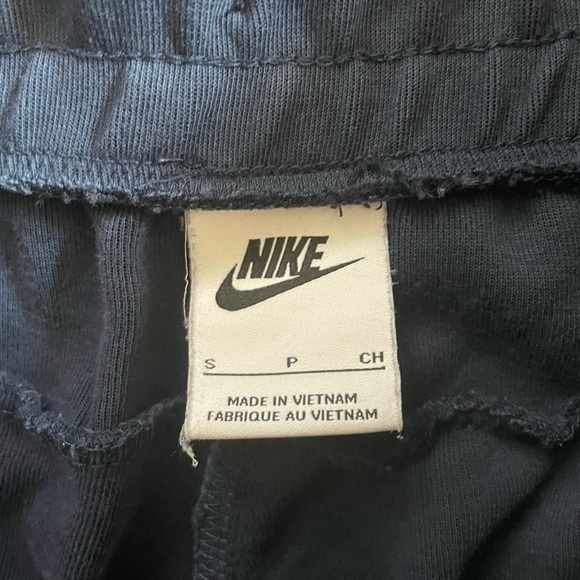 NIKE
S P CH
MADE IN VIETNAM
FABRIQUE AU VIETNAM